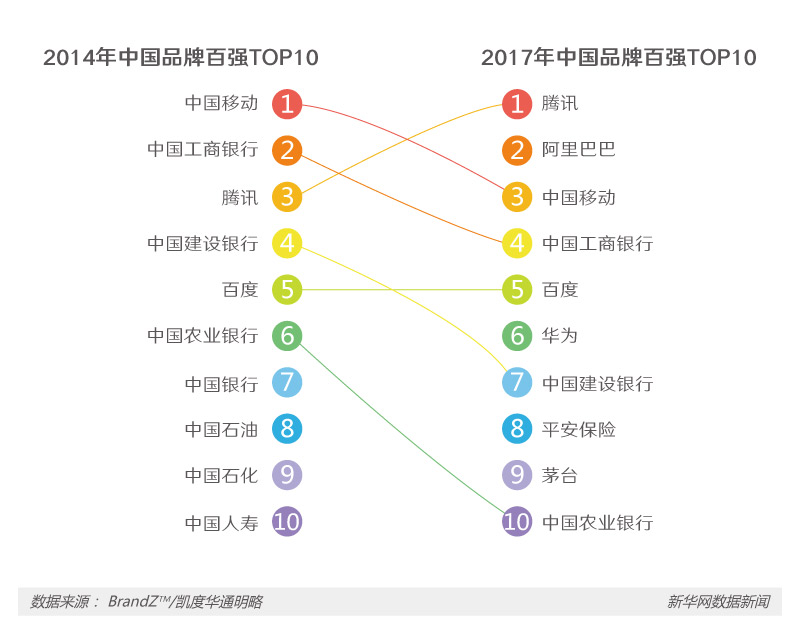 2014年中国品牌百强TOP10
中国移动 1
中国工商银行 2
腾讯 3
中国建设银行 4
百度 5
中国农业银行 6
中国银行 7
中国石油 8
中国石化 9
中国人寿 10
2017年中国品牌百强TOP10
1 腾讯
2 阿里巴巴
3 中国移动
4 中国工商银行
5 百度
6 华为
7 中国建设银行
8 平安保险
9 茅台
10 中国农业银行
数据来源： BrandZ™/凯度华通明略
新华网数据新闻